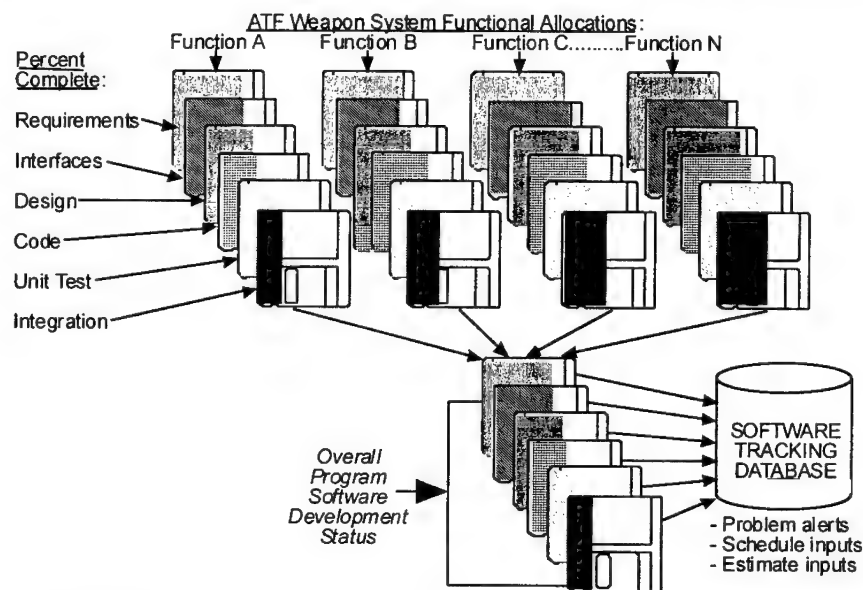 ATF Weapon System Functional Allocations:
Function A
Function B
Function C..........Function N
Percent
Complete:
Requirements
Interfaces
Design
Code
Unit Test
Integration
Overall
Program
Software
Development
Status
SOFTWARE
TRACKING
DATABASE
- Problem alerts
- Schedule inputs
- Estimate inputs